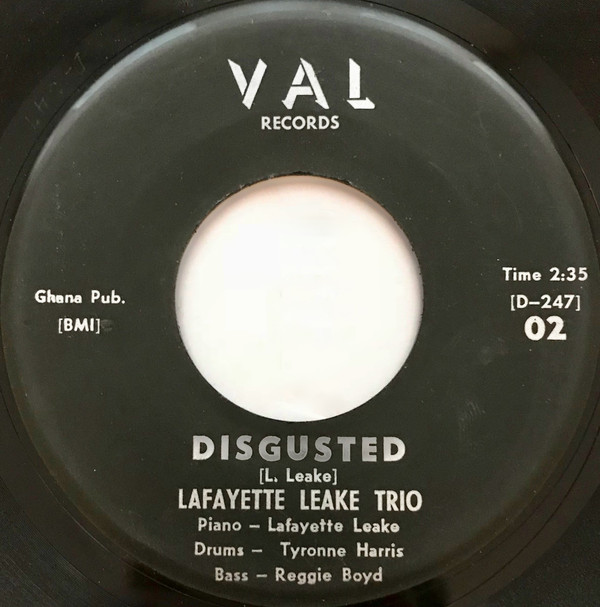 VAL
RECORDS
Ghana Pub.
[BMI]
Time 2:35
[D-247]
02
DISGUSTED
[L. Leake]
LAFAYETTE LEAKE TRIO
Piano - Lafayette Leake
Drums - Tyronne Harris
Bass - Reggie Boyd